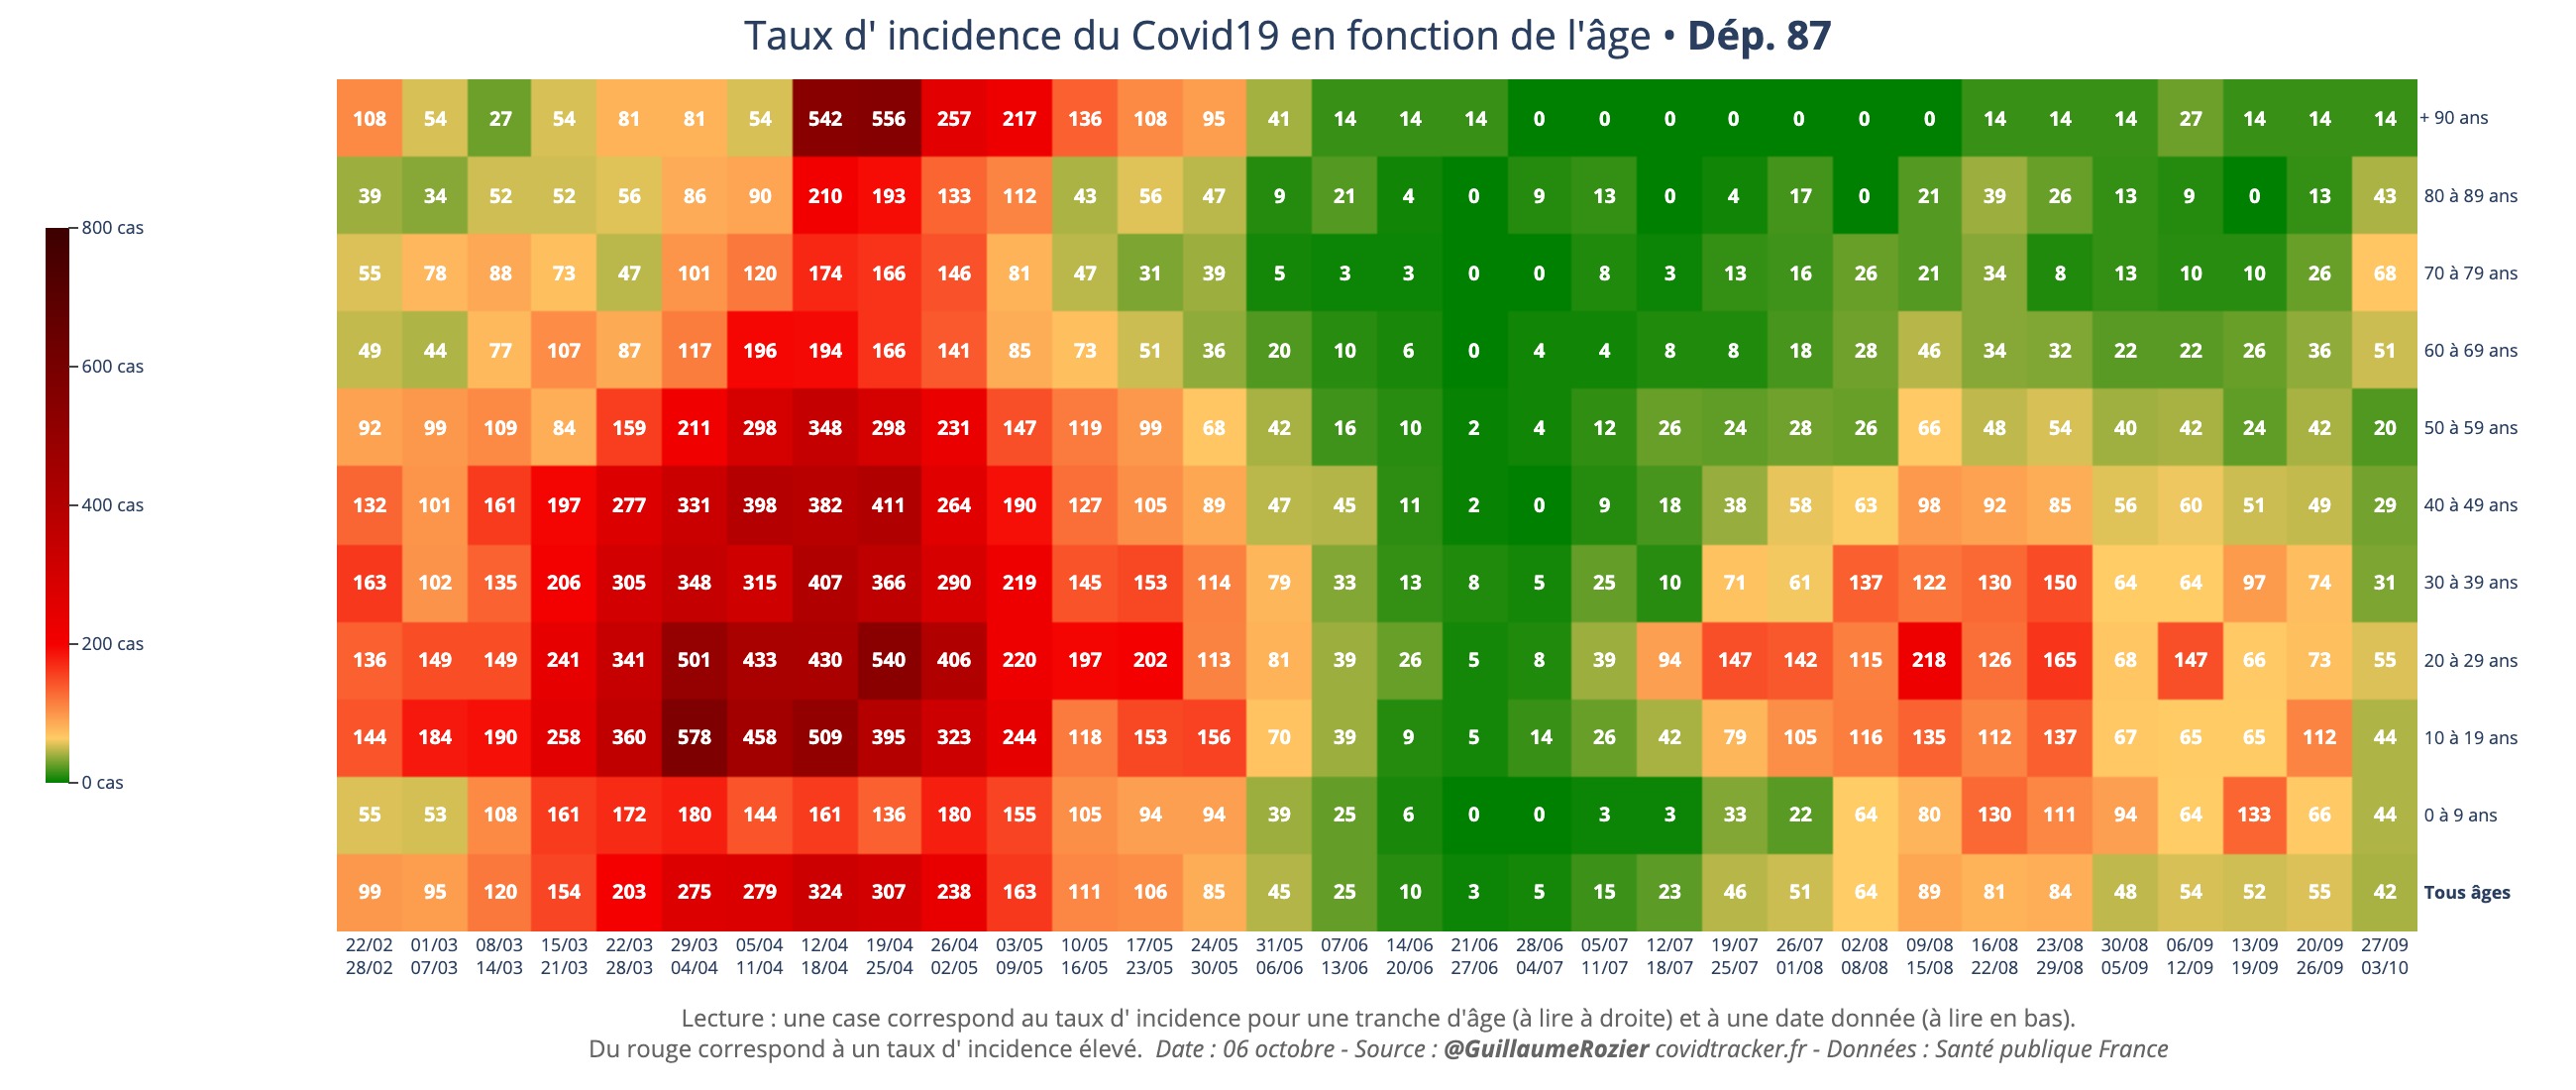 Taux d' incidence du Covid19 en fonction de l'âge • Dép. 87
800 cas
600 cas
400 cas
200 cas
0 cas
108 54 27 54 81 81 54 542 556 257 217 136 108 95 41 14 14 14 0 0 0 0 0 0 0 14 14 14 27 14 14 14 + 90 ans
39 34 52 52 56 86 90 210 193 133 112 43 56 47 9 21 4 0 9 13 0 4 17 0 21 39 26 13 9 0 13 43 80 à 89 ans
55 78 88 73 47 101 120 174 166 146 81 47 31 39 5 3 3 0 0 8 3 13 16 26 21 34 8 13 10 10 26 68 70 à 79 ans
49 44 77 107 87 117 196 194 166 141 85 73 51 36 20 10 6 0 4 4 8 8 18 28 46 34 32 22 22 26 36 51 60 à 69 ans
92 99 109 84 159 211 298 348 298 231 147 119 99 68 42 16 10 2 4 12 26 24 28 26 66 48 54 40 42 24 42 20 50 à 59 ans
132 101 161 197 277 331 398 382 411 264 190 127 105 89 47 45 11 2 0 9 18 38 58 63 98 92 85 56 60 51 49 29 40 à 49 ans
163 102 135 206 305 348 315 407 366 290 219 145 153 114 79 33 13 8 5 25 10 71 61 137 122 130 150 64 64 97 74 31 30 à 39 ans
136 149 149 241 341 501 433 430 540 406 220 197 202 113 81 39 26 5 8 39 94 147 142 115 218 126 165 68 147 66 73 55 20 à 29 ans
144 184 190 258 360 578 458 509 395 323 244 118 153 156 70 39 9 5 14 26 42 79 105 116 135 112 137 67 65 65 112 44 10 à 19 ans
55 53 108 161 172 180 144 161 136 180 155 105 94 94 39 25 6 0 0 3 3 33 22 64 80 130 111 94 64 133 66 44 0 à 9 ans
99 95 120 154 203 275 279 324 307 238 163 111 106 85 45 25 10 3 5 15 23 46 51 64 89 81 84 48 54 52 55 42 Tous âges
22/02 01/03 08/03 15/03 22/03 29/03 05/04 12/04 19/04 26/04 03/05 10/05 17/05 24/05 31/05 07/06 14/06 21/06 28/06 05/07 12/07 19/07 26/07 02/08 09/08 16/08 23/08 30/08 06/09 13/09 20/09 27/09
28/02 07/03 14/03 21/03 28/03 04/04 11/04 18/04 25/04 02/05 09/05 16/05 23/05 30/05 06/06 13/06 20/06 27/06 04/07 11/07 18/07 25/07 01/08 08/08 15/08 22/08 29/08 05/09 12/09 19/09 26/09 03/10
Lecture : une case correspond au taux d' incidence pour une tranche d'âge (à lire à droite) et à une date donnée (à lire en bas).
Du rouge correspond à un taux d' incidence élevé. Date : 06 octobre - Source : @GuillaumeRozier covidtracker.fr - Données : Santé publique France